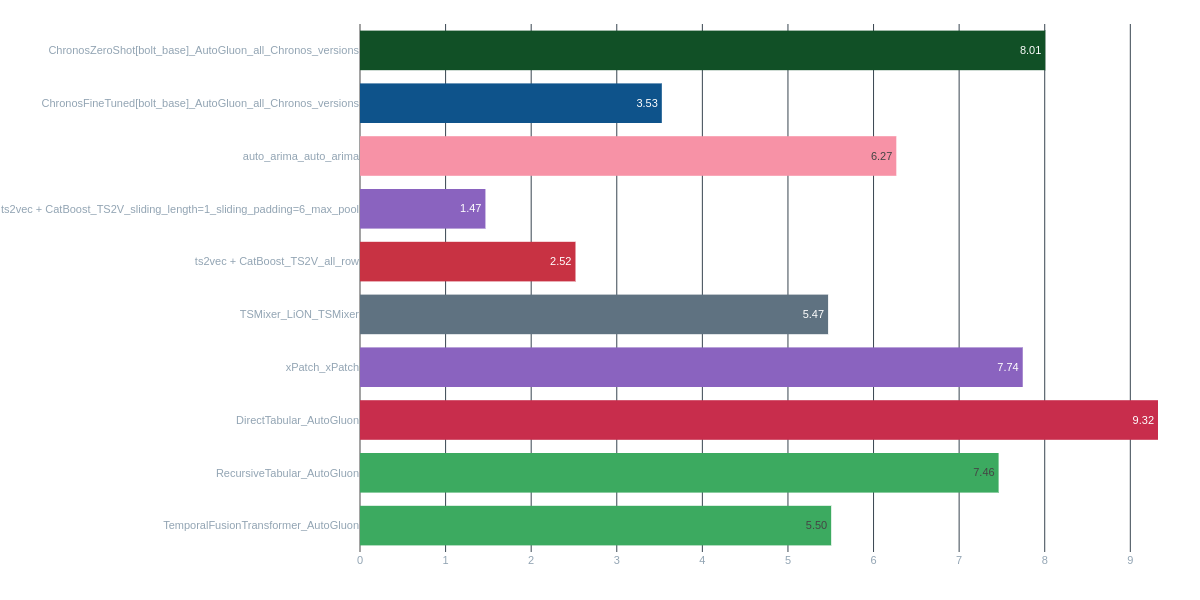 ChronosZeroShot[bolt_base]_AutoGluon_all_Chronos_versions 8.01
ChronosFineTuned[bolt_base]_AutoGluon_all_Chronos_versions 3.53
auto_arima_auto_arima 6.27
ts2vec + CatBoost_TS2V_sliding_length=1_sliding_padding=6_max_pool 1.47
ts2vec + CatBoost_TS2V_all_row 2.52
TSMixer_LiON_TSMixer 5.47
xPatch_xPatch 7.74
DirectTabular_AutoGluon 9.32
RecursiveTabular_AutoGluon 7.46
TemporalFusionTransformer_AutoGluon 5.50
0 1 2 3 4 5 6 7 8 9